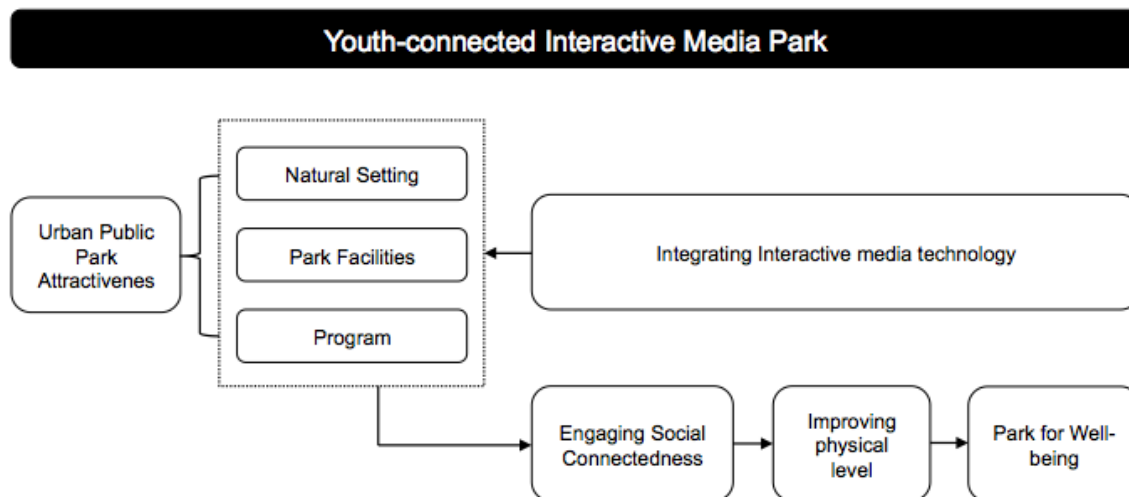 Youth-connected Interactive Media Park
Natural Setting
Urban Public
Park
Attractivenes
Park Facilities
Integrating Interactive media technology
Program
Engaging Social
Connectedness
Improving
physical
level
Park for Well-
being